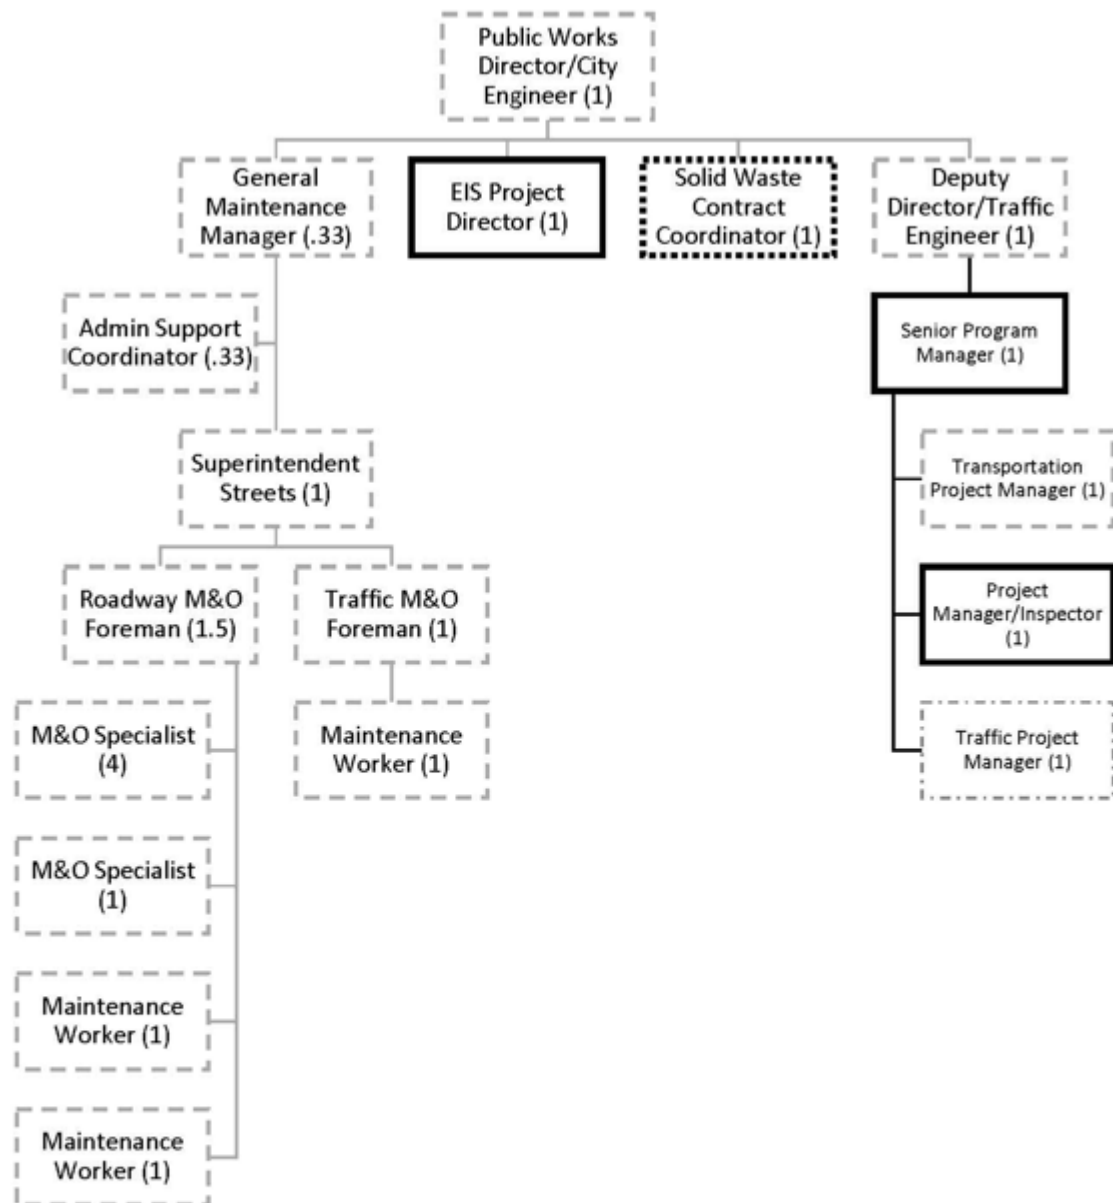 Public Works
Director/City
Engineer (1)
General
Maintenance
Manager (.33)
EIS Project
Director (1)
Solid Waste
Contract
Coordinator (1)
Deputy
Director/Traffic
Engineer (1)
Admin Support
Coordinator (.33)
Senior Program
Manager (1)
Superintendent
Streets (1)
Transportation
Project Manager (1)
Roadway M&O
Foreman (1.5)
Traffic M&O
Foreman (1)
Project
Manager/Inspector
(1)
M&O Specialist
(4)
Maintenance
Worker (1)
Traffic Project
Manager (1)
M&O Specialist
(1)
Maintenance
Worker (1)
Maintenance
Worker (1)